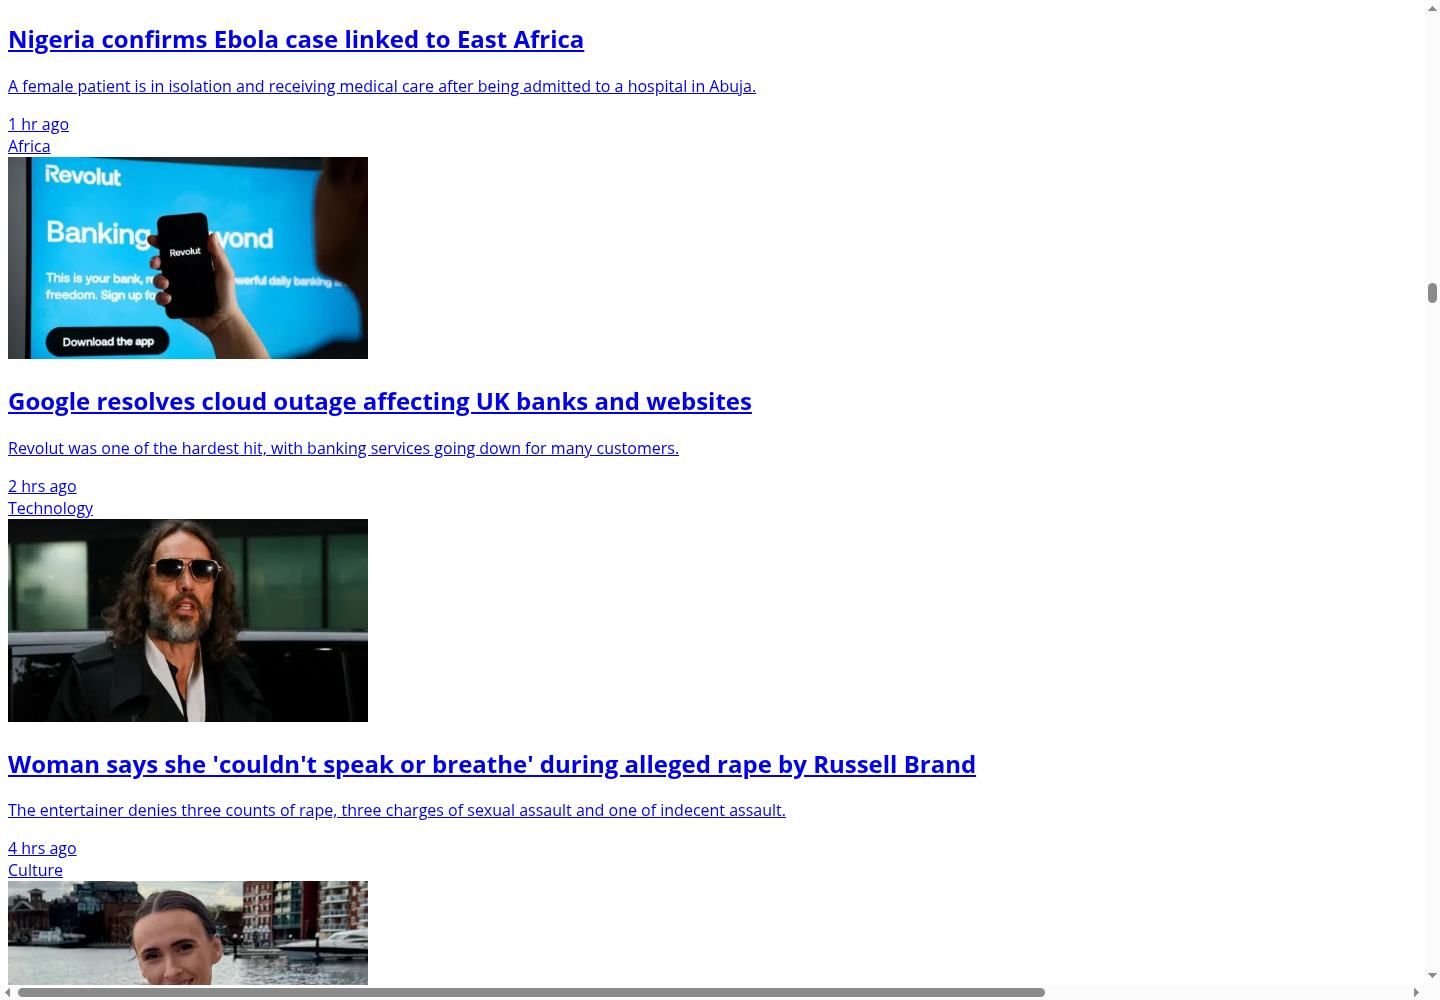 Nigeria confirms Ebola case linked to East Africa
A female patient is in isolation and receiving medical care after being admitted to a hospital in Abuja.
1 hr ago
Africa
Revolut
Banking
yond
Revolut
This is your bank,
werful daily banking
freedom. Sign up
Download the app
Google resolves cloud outage affecting UK banks and websites
Revolut was one of the hardest hit, with banking services going down for many customers.
2 hrs ago
Technology
Woman says she 'couldn't speak or breathe' during alleged rape by Russell Brand
The entertainer denies three counts of rape, three charges of sexual assault and one of indecent assault.
4 hrs ago
Culture